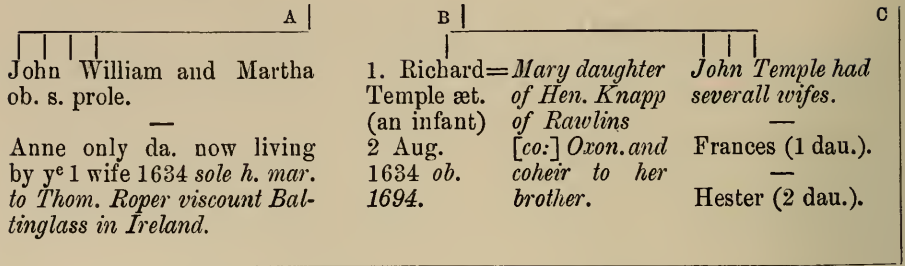 A
B
C
John William and Martha
ob. s. prole.
—
Anne only da. now living
by yᵉ 1 wife 1634 sole h. mar.
to Thom. Roper viscount Bal-
tinglass in Ireland.
1. Richard=
Temple æt.
(an infant)
2 Aug.
1634 ob.
1694.
Mary daughter
of Hen. Knapp
of Rawlins
[co:] Oxon. and
coheir to her
brother.
John Temple had
severall wifes.
—
Frances (1 dau.).
—
Hester (2 dau.).